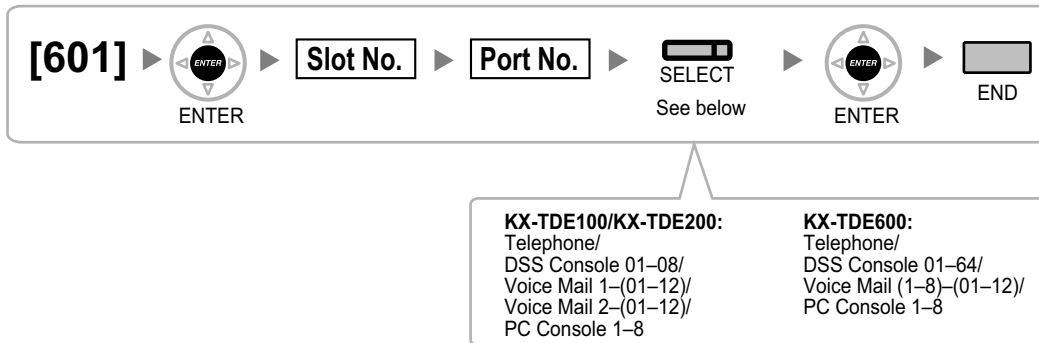 [601]
ENTER
ENTER
Slot No.
Port No.
SELECT
See below
ENTER
ENTER
END
KX-TDE100/KX-TDE200:
Telephone/
DSS Console 01–08/
Voice Mail 1–(01–12)/
Voice Mail 2–(01–12)/
PC Console 1–8
KX-TDE600:
Telephone/
DSS Console 01–64/
Voice Mail (1–8)–(01–12)/
PC Console 1–8